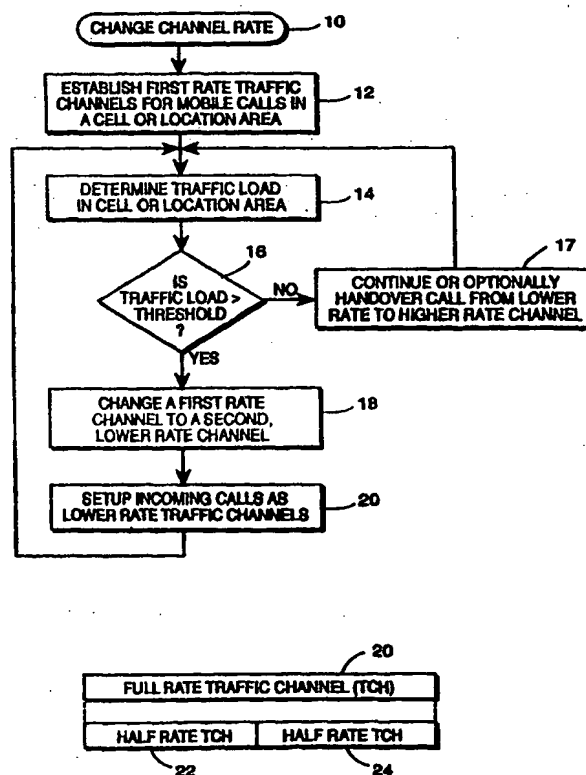 CHANGE CHANNEL RATE
10
ESTABLISH FIRST RATE TRAFFIC
CHANNELS FOR MOBILE CALLS IN
A CELL OR LOCATION AREA
12
DETERMINE TRAFFIC LOAD
IN CELL OR LOCATION AREA
14
16
IS
TRAFFIC LOAD >
THRESHOLD
?
NO
YES
17
CONTINUE OR OPTIONALLY
HANDOVER CALL FROM LOWER
RATE TO HIGHER RATE CHANNEL
CHANGE A FIRST RATE
CHANNEL TO A SECOND,
LOWER RATE CHANNEL
18
SETUP INCOMING CALLS AS
LOWER RATE TRAFFIC CHANNELS
20
20
FULL RATE TRAFFIC CHANNEL (TCH)
HALF RATE TCH
HALF RATE TCH
22
24